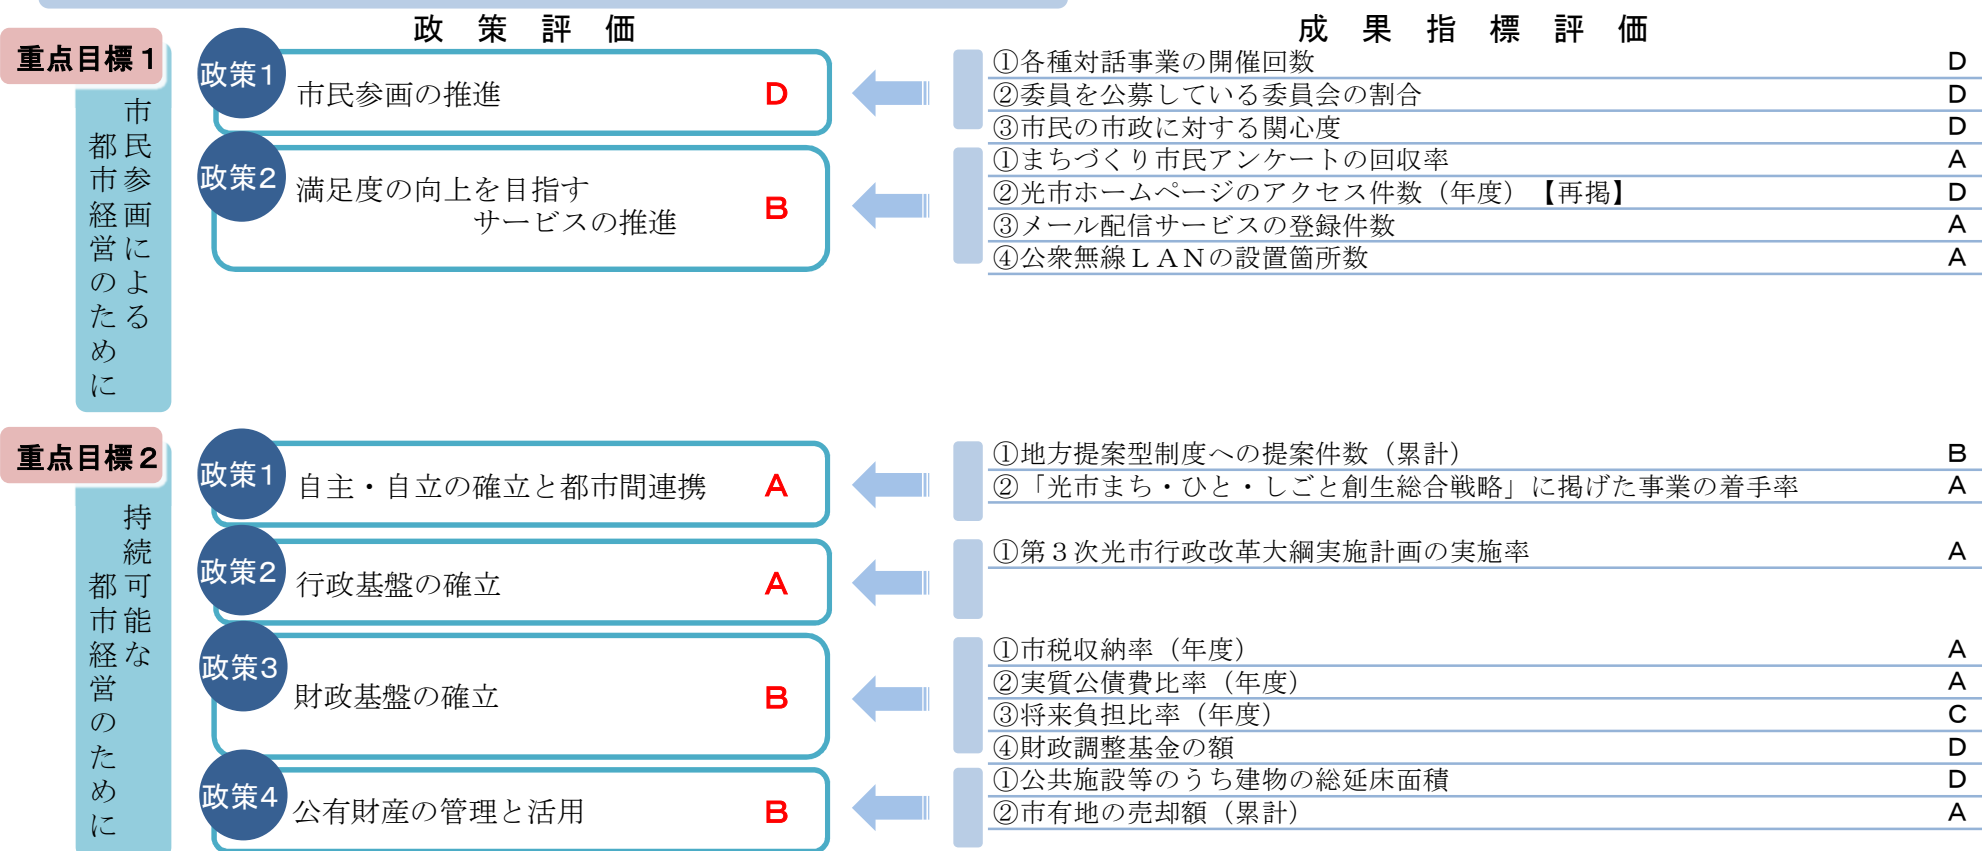 政策評価
成果指標評価
重点目標1
市民参画による
都市経営のために
政策1
市民参画の推進 D
①各種対話事業の開催回数 D
②委員を公募している委員会の割合 D
③市民の市政に対する関心度 D
政策2
満足度の向上を目指す
サービスの推進 B
①まちづくり市民アンケートの回収率 A
②光市ホームページのアクセス件数（年度）【再掲】 D
③メール配信サービスの登録件数 A
④公衆無線ＬＡＮの設置箇所数 A
重点目標2
持続可能な
都市経営のために
政策1
自主・自立の確立と都市間連携 A
①地方提案型制度への提案件数（累計） B
②「光市まち・ひと・しごと創生総合戦略」に掲げた事業の着手率 A
政策2
行政基盤の確立 A
①第３次光市行政改革大綱実施計画の実施率 A
政策3
財政基盤の確立 B
①市税収納率（年度） A
②実質公債費比率（年度） A
③将来負担比率（年度） C
④財政調整基金の額 D
政策4
公有財産の管理と活用 B
①公共施設等のうち建物の総延床面積 D
②市有地の売却額（累計） A